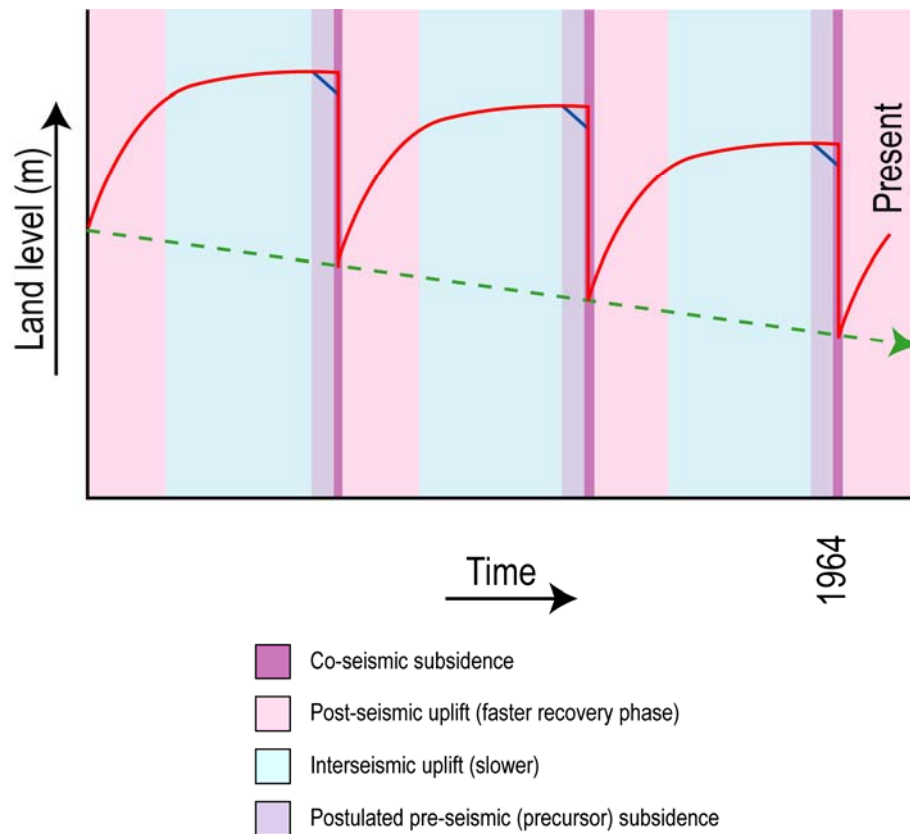 Land level (m)
Present
Time
1964
Co-seismic subsidence
Post-seismic uplift (faster recovery phase)
Interseismic uplift (slower)
Postulated pre-seismic (precursor) subsidence